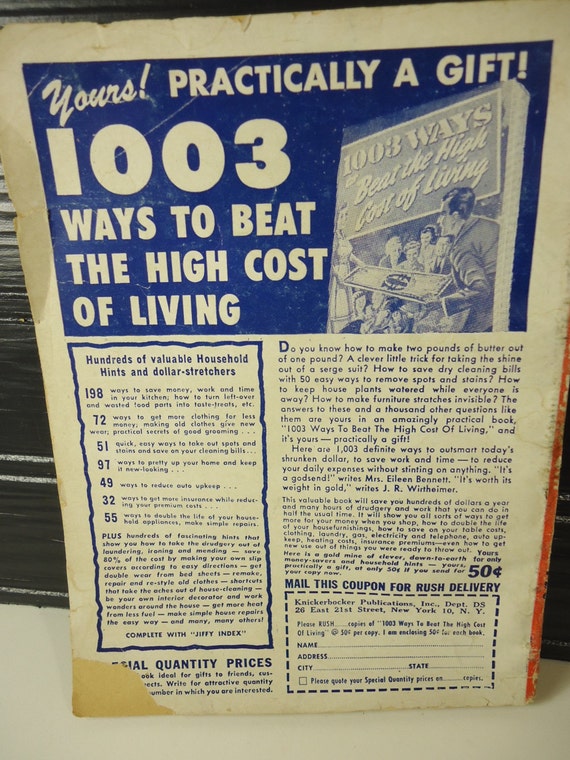 Yours! PRACTICALLY A GIFT!
1003
WAYS TO BEAT
THE HIGH COST
OF LIVING
1003 WAYS
to Beat the High
Cost of Living
Hundreds of valuable Household
Hints and dollar-stretchers
198 ways to save money, work and time
in your kitchen; how to turn left-over
and wasted food parts into taste-treats, etc.
72 ways to get more clothing for less
money; making old clothes give new
wear; practical secrets of good grooming . . .
51 quick, easy ways to take out spots and
stains and save on your cleaning bills . . .
97 ways to pretty up your home and keep
it new-looking . . .
49 ways to reduce auto upkeep . . .
32 ways to get more insurance while reduc-
ing your premium costs . . .
55 ways to double the life of your house-
hold appliances, make simple repairs.
PLUS hundreds of fascinating hints that
show you how to take the drudgery out of
laundering, ironing and mending — save
80% of the cost by making your own slip
covers according to easy directions — get
double wear from bed sheets — remake,
repair and re-style old clothes — shortcuts
that take the aches out of house-cleaning —
be your own interior decorator and work
wonders around the house — get more heat
from less fuel — make simple house repairs
the easy way — and many, many others!
COMPLETE WITH "JIFFY INDEX"
CIAL QUANTITY PRICES
ook ideal for gifts to friends, cus-
pects. Write for attractive quantity
umber in which you are interested.
Do you know how to make two pounds of butter out
of one pound? A clever little trick for taking the shine
out of a serge suit? How to save dry cleaning bills
with 50 easy ways to remove spots and stains? How
to keep house plants watered while everyone is
away? How to make furniture stratches invisible? The
answers to these and a thousand other questions like
them are yours in an amazingly practical book,
"1003 Ways To Beat The High Cost Of Living," and
it's yours — practically a gift!
Here are 1,003 definite ways to outsmart today's
shrunken dollar, to save work and time — to reduce
your daily expenses without stinting on anything. "It's
a godsend!" writes Mrs. Eileen Bennett. "It's worth its
weight in gold," writes J. R. Wirtheimer.
This valuable book will save you hundreds of dollars a year
and many hours of drudgery and work that you can do in
half the usual time. It will show you all sorts of ways to get
more for your money when you shop, how to double the life
of your housefurnishings, how to save on your table costs,
clothing, laundry, gas, electricity and telephone, auto up-
keep, heating costs, insurance premiums—even how to get
new use out of things you were ready to throw out.
Here is a gold mine of clever, down-to-earth for only
money-savers and household hints — yours, Yours
practically a gift, at only 50¢ if you send for
your copy now! 50¢
MAIL THIS COUPON FOR RUSH DELIVERY
Knickerbocker Publications, Inc., Dept. DS
26 East 21st Street, New York 10, N. Y.
Please RUSH.....copies of "1003 Ways To Beat The High Cost
Of Living" @ 50¢ per copy. I am enclosing 50¢ for each book.
NAME
ADDRESS
CITY STATE
Please quote your Special Quantity prices on.....copies.